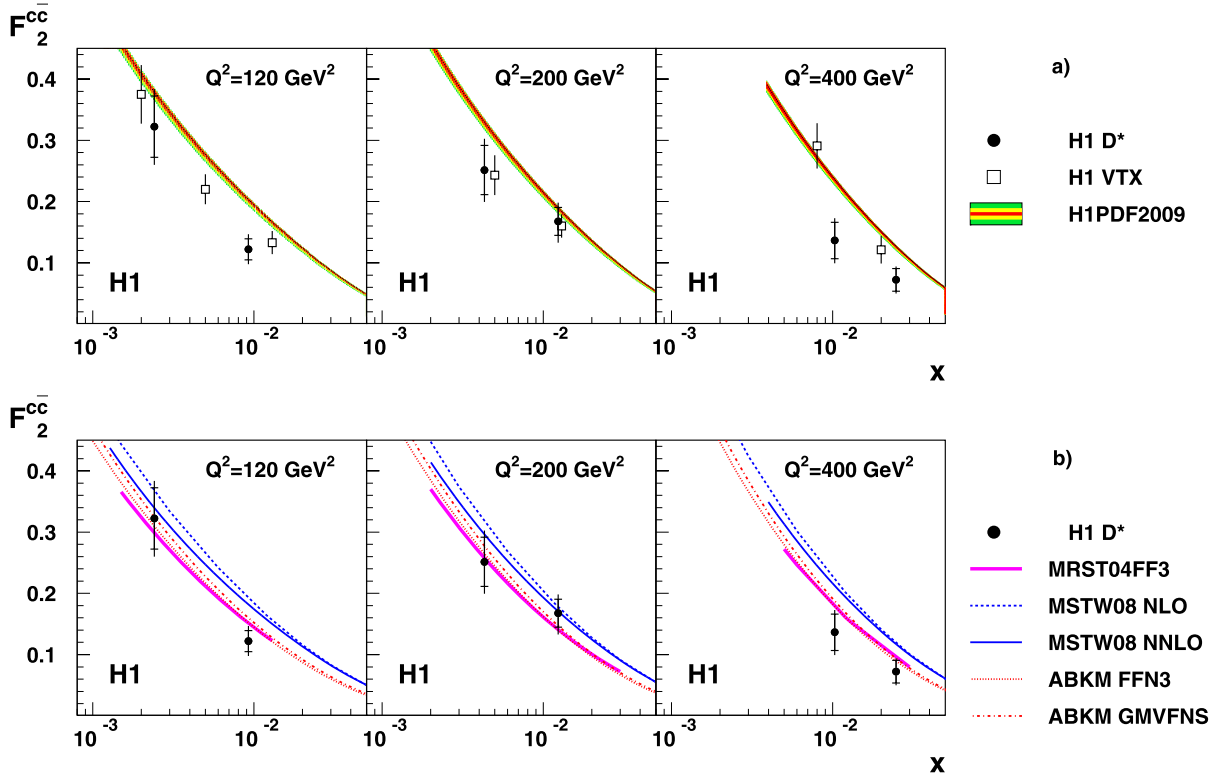 F₂^cc̄
Q²=120 GeV² Q²=200 GeV² Q²=400 GeV² a)
0.4
0.3 H1 D*
H1 VTX
0.2 H1PDF2009
0.1
H1 H1 H1
10⁻³ 10⁻² 10⁻³ 10⁻² 10⁻³ 10⁻²
x
F₂^cc̄
Q²=120 GeV² Q²=200 GeV² Q²=400 GeV² b)
0.4
0.3 H1 D*
MRST04FF3
0.2 MSTW08 NLO
MSTW08 NNLO
0.1
H1 H1 H1 ABKM FFN3
ABKM GMVFNS
10⁻³ 10⁻² 10⁻³ 10⁻² 10⁻³ 10⁻²
x